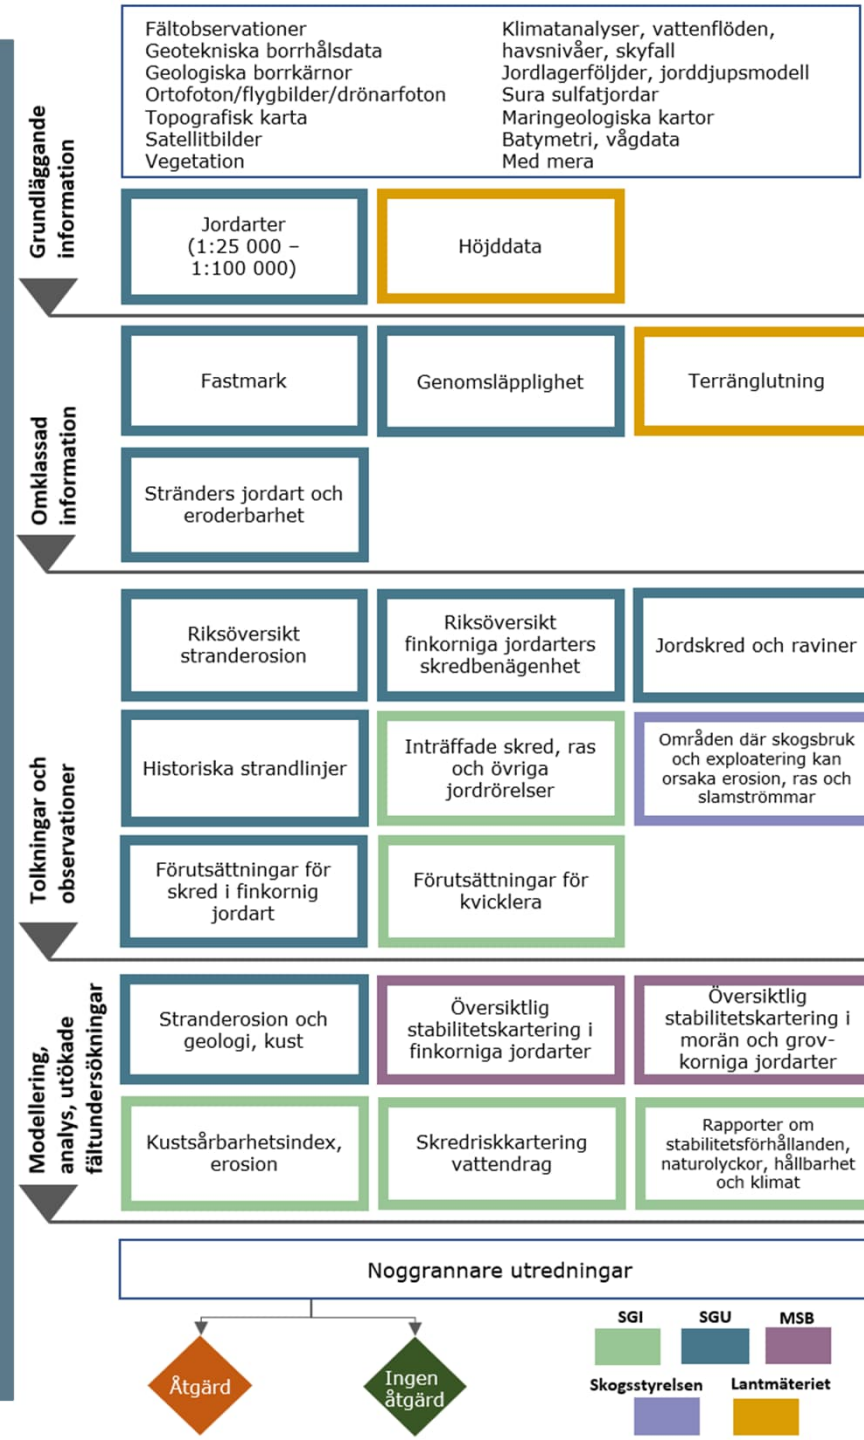 Fältobservationer
Geotekniska borrhålsdata
Geologiska borrkärnor
Ortofoton/flygbilder/drönarfoton
Topografisk karta
Satellitbilder
Vegetation
Klimatanalyser, vattenflöden,
havsnivåer, skyfall
Jordlagerföljder, jorddjupsmodell
Sura sulfatjordar
Maringeologiska kartor
Batymetri, vågdata
Med mera
Grundläggande
information
Jordarter
(1:25 000 –
1:100 000)
Höjddata
Omklassad
information
Fastmark
Genomsläpplighet
Terränglutning
Stränders jordart och
eroderbarhet
Tolkningar och
observationer
Riksöversikt
stranderosion
Riksöversikt
finkorniga jordarters
skredbenägenhet
Jordskred och raviner
Historiska strandlinjer
Inträffade skred, ras
och övriga
jordrörelser
Områden där skogsbruk
och exploatering kan
orsaka erosion, ras och
slamströmmar
Förutsättningar för
skred i finkornig
jordart
Förutsättningar för
kvicklera
Modellering,
analys, utökade
fältundersökningar
Stranderosion och
geologi, kust
Översiktlig
stabilitetskartering i
finkorniga jordarter
Översiktlig
stabilitetskartering i
morän och grov-
korniga jordarter
Kustsårbarhetsindex,
erosion
Skredriskkartering
vattendrag
Rapporter om
stabilitetsförhållanden,
naturolyckor, hållbarhet
och klimat
Noggrannare utredningar
Åtgärd
Ingen
åtgärd
SGI
SGU
MSB
Skogsstyrelsen
Lantmäteriet